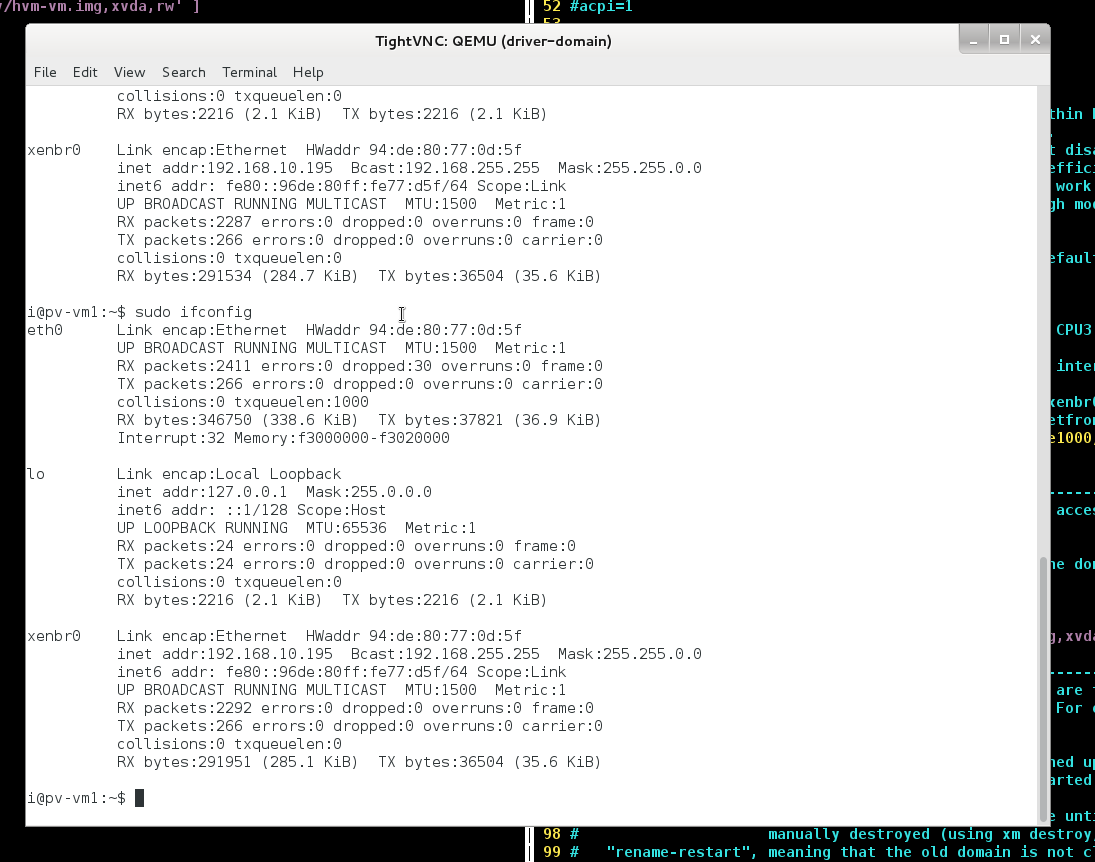 /hvm-vm.img,xvda,rw' ]
52 #acpi=1
53
TightVNC: QEMU (driver-domain)
File Edit View Search Terminal Help
collisions:0 txqueuelen:0
RX bytes:2216 (2.1 KiB)  TX bytes:2216 (2.1 KiB)
xenbr0    Link encap:Ethernet  HWaddr 94:de:80:77:0d:5f
inet addr:192.168.10.195  Bcast:192.168.255.255  Mask:255.255.0.0
inet6 addr: fe80::96de:80ff:fe77:d5f/64 Scope:Link
UP BROADCAST RUNNING MULTICAST  MTU:1500  Metric:1
RX packets:2287 errors:0 dropped:0 overruns:0 frame:0
TX packets:266 errors:0 dropped:0 overruns:0 carrier:0
collisions:0 txqueuelen:0
RX bytes:291534 (284.7 KiB)  TX bytes:36504 (35.6 KiB)
i@pv-vm1:~$ sudo ifconfig
eth0      Link encap:Ethernet  HWaddr 94:de:80:77:0d:5f
UP BROADCAST RUNNING MULTICAST  MTU:1500  Metric:1
RX packets:2411 errors:0 dropped:30 overruns:0 frame:0
TX packets:266 errors:0 dropped:0 overruns:0 carrier:0
collisions:0 txqueuelen:1000
RX bytes:346750 (338.6 KiB)  TX bytes:37821 (36.9 KiB)
Interrupt:32 Memory:f3000000-f3020000
lo        Link encap:Local Loopback
inet addr:127.0.0.1  Mask:255.0.0.0
inet6 addr: ::1/128 Scope:Host
UP LOOPBACK RUNNING  MTU:65536  Metric:1
RX packets:24 errors:0 dropped:0 overruns:0 frame:0
TX packets:24 errors:0 dropped:0 overruns:0 carrier:0
collisions:0 txqueuelen:0
RX bytes:2216 (2.1 KiB)  TX bytes:2216 (2.1 KiB)
xenbr0    Link encap:Ethernet  HWaddr 94:de:80:77:0d:5f
inet addr:192.168.10.195  Bcast:192.168.255.255  Mask:255.255.0.0
inet6 addr: fe80::96de:80ff:fe77:d5f/64 Scope:Link
UP BROADCAST RUNNING MULTICAST  MTU:1500  Metric:1
RX packets:2292 errors:0 dropped:0 overruns:0 frame:0
TX packets:266 errors:0 dropped:0 overruns:0 carrier:0
collisions:0 txqueuelen:0
RX bytes:291951 (285.1 KiB)  TX bytes:36504 (35.6 KiB)
i@pv-vm1:~$
work
CPU3
inter
e1000,
acces
are
For
arted
98 #                     manually destroyed (using xm destroy,
99 #   "rename-restart", meaning that the old domain is not c